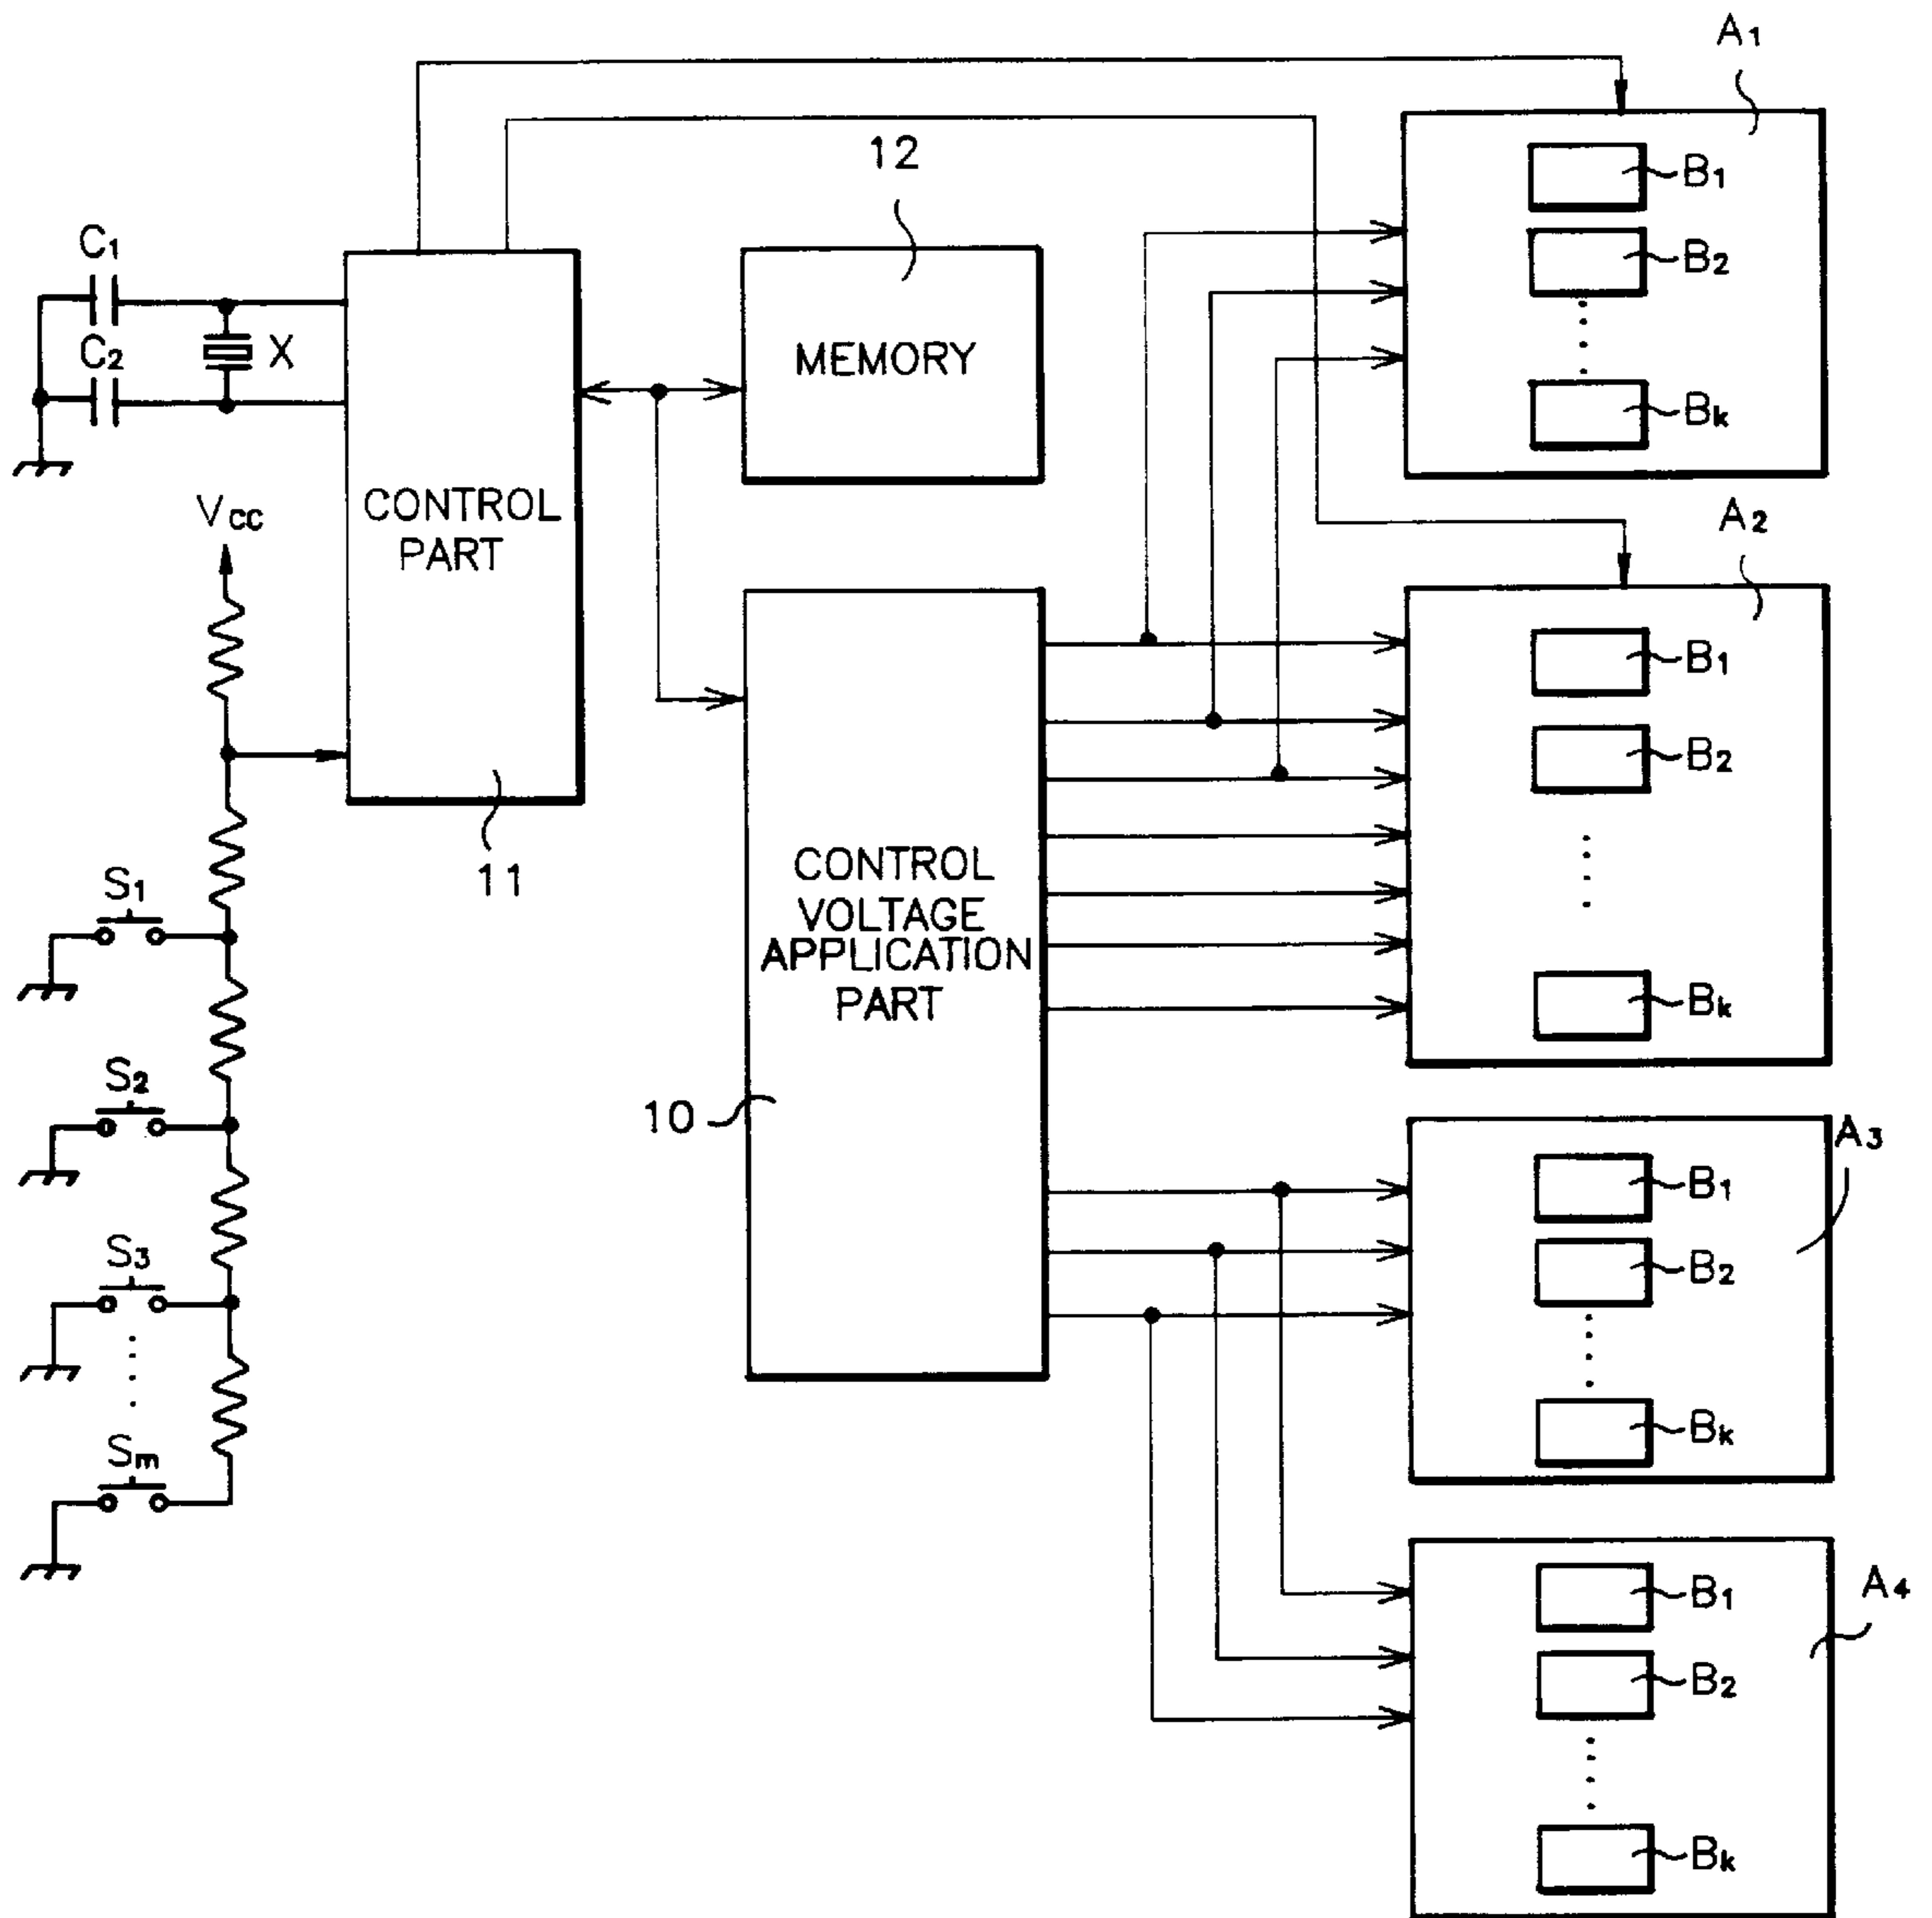 A1
B1
B2
Bk
12
MEMORY
C1
C2
X
CONTROL
PART
11
Vcc
S1
S2
S3
Sm
CONTROL
VOLTAGE
APPLICATION
PART
10
A2
B1
B2
Bk
A3
B1
B2
Bk
A4
B1
B2
Bk